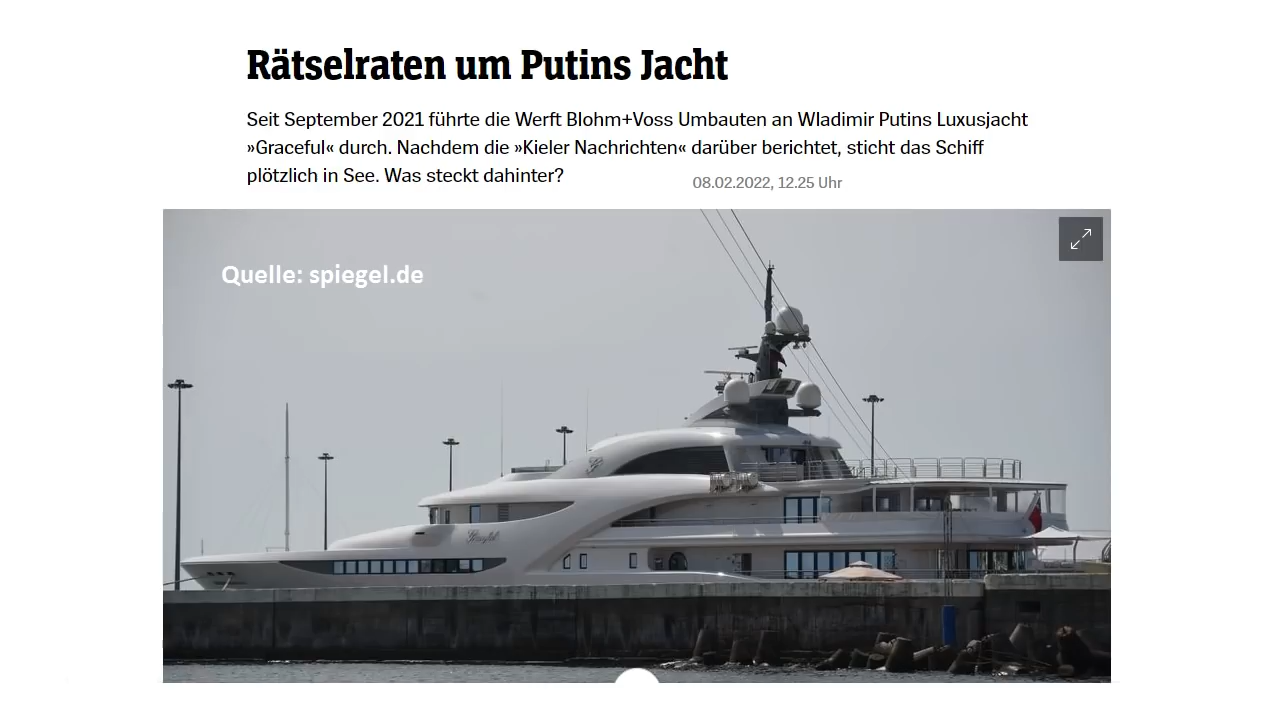 Rätselraten um Putins Jacht
Seit September 2021 führte die Werft Blohm+Voss Umbauten an Wladimir Putins Luxusjacht
»Graceful« durch. Nachdem die »Kieler Nachrichten« darüber berichtet, sticht das Schiff
plötzlich in See. Was steckt dahinter?
08.02.2022, 12.25 Uhr
Quelle: spiegel.de
Graceful